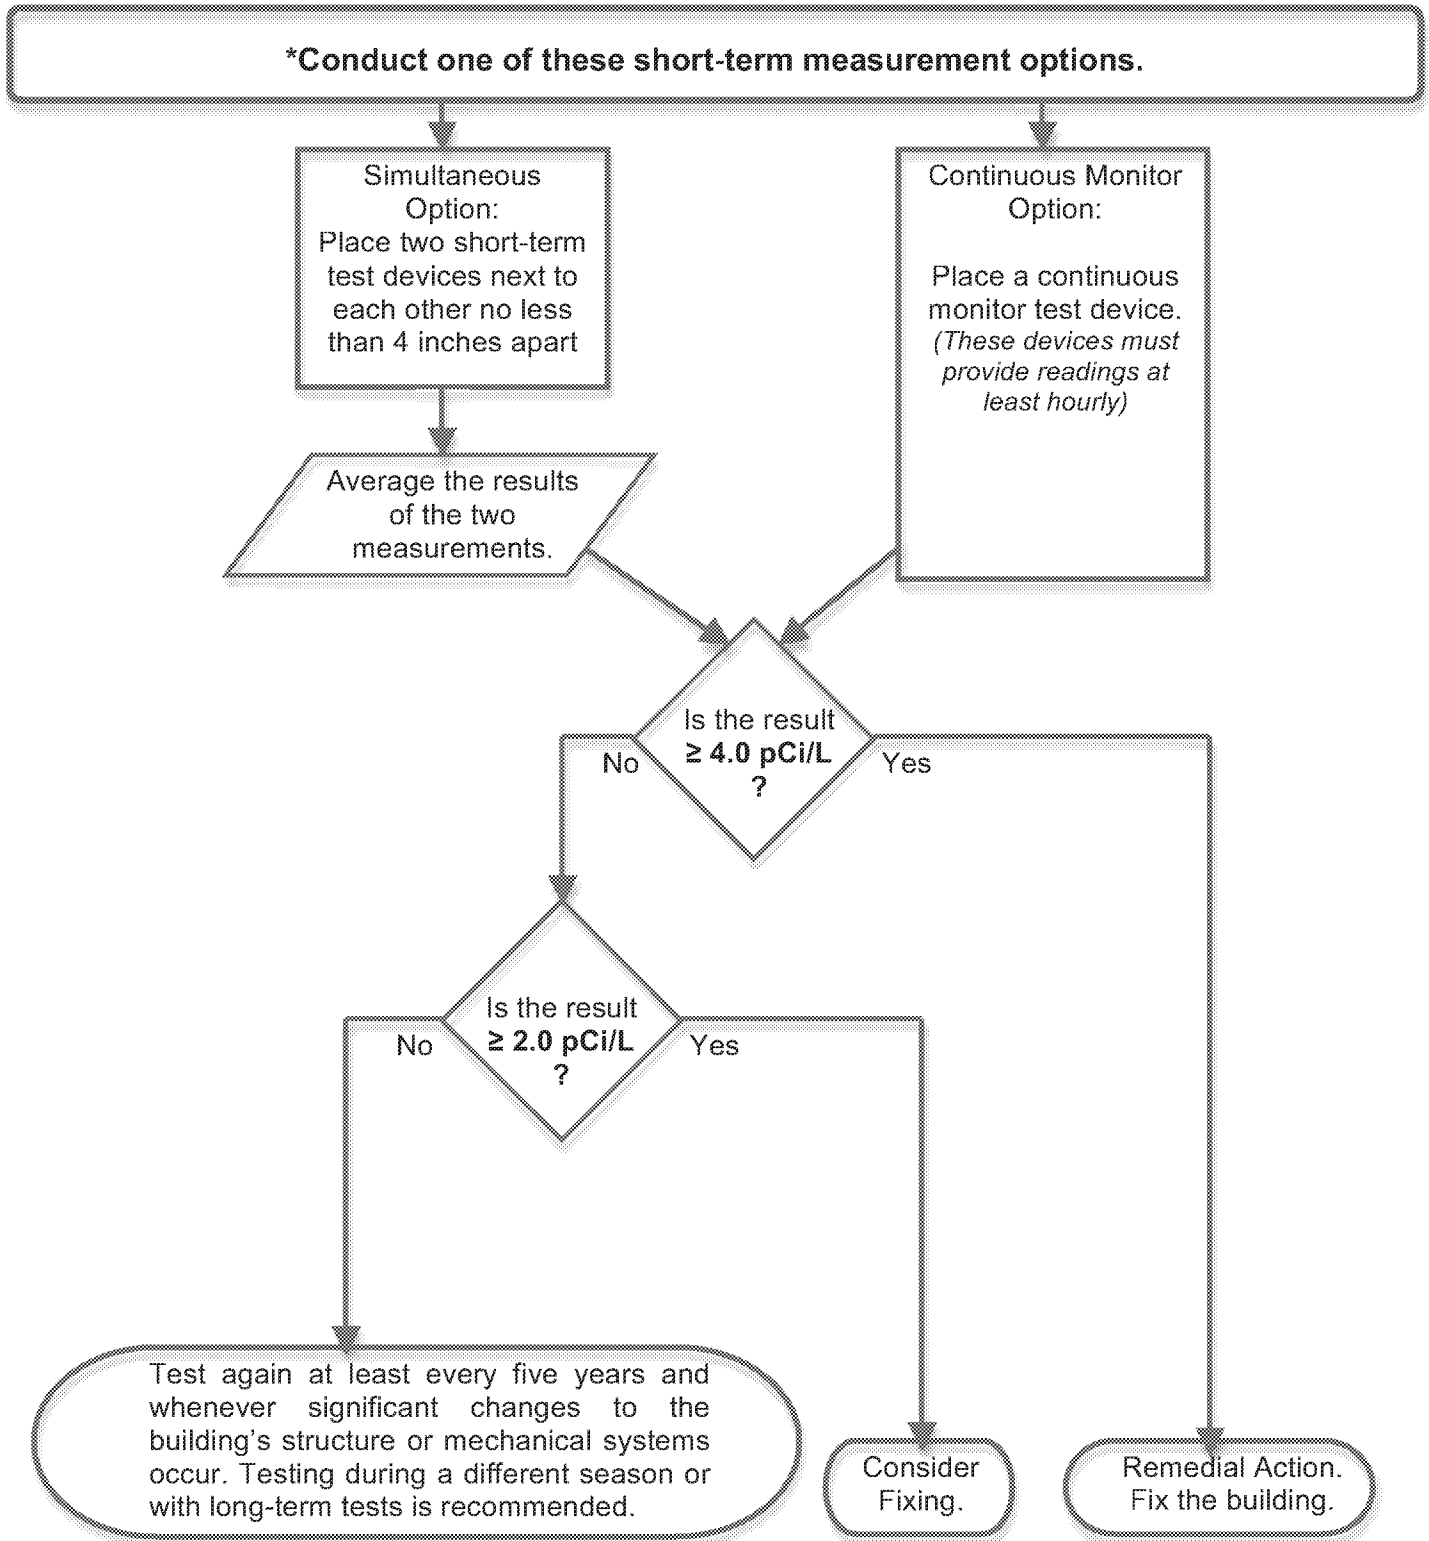 *Conduct one of these short-term measurement options.
Simultaneous
Option:
Place two short-term
test devices next to
each other no less
than 4 inches apart
Continuous Monitor
Option:
Place a continuous
monitor test device.
(These devices must
provide readings at
least hourly)
Average the results
of the two
measurements.
Is the result
≥ 4.0 pCi/L
?
No
Yes
Is the result
≥ 2.0 pCi/L
?
No
Yes
Test again at least every five years and
whenever significant changes to the
building's structure or mechanical systems
occur. Testing during a different season or
with long-term tests is recommended.
Consider
Fixing.
Remedial Action.
Fix the building.